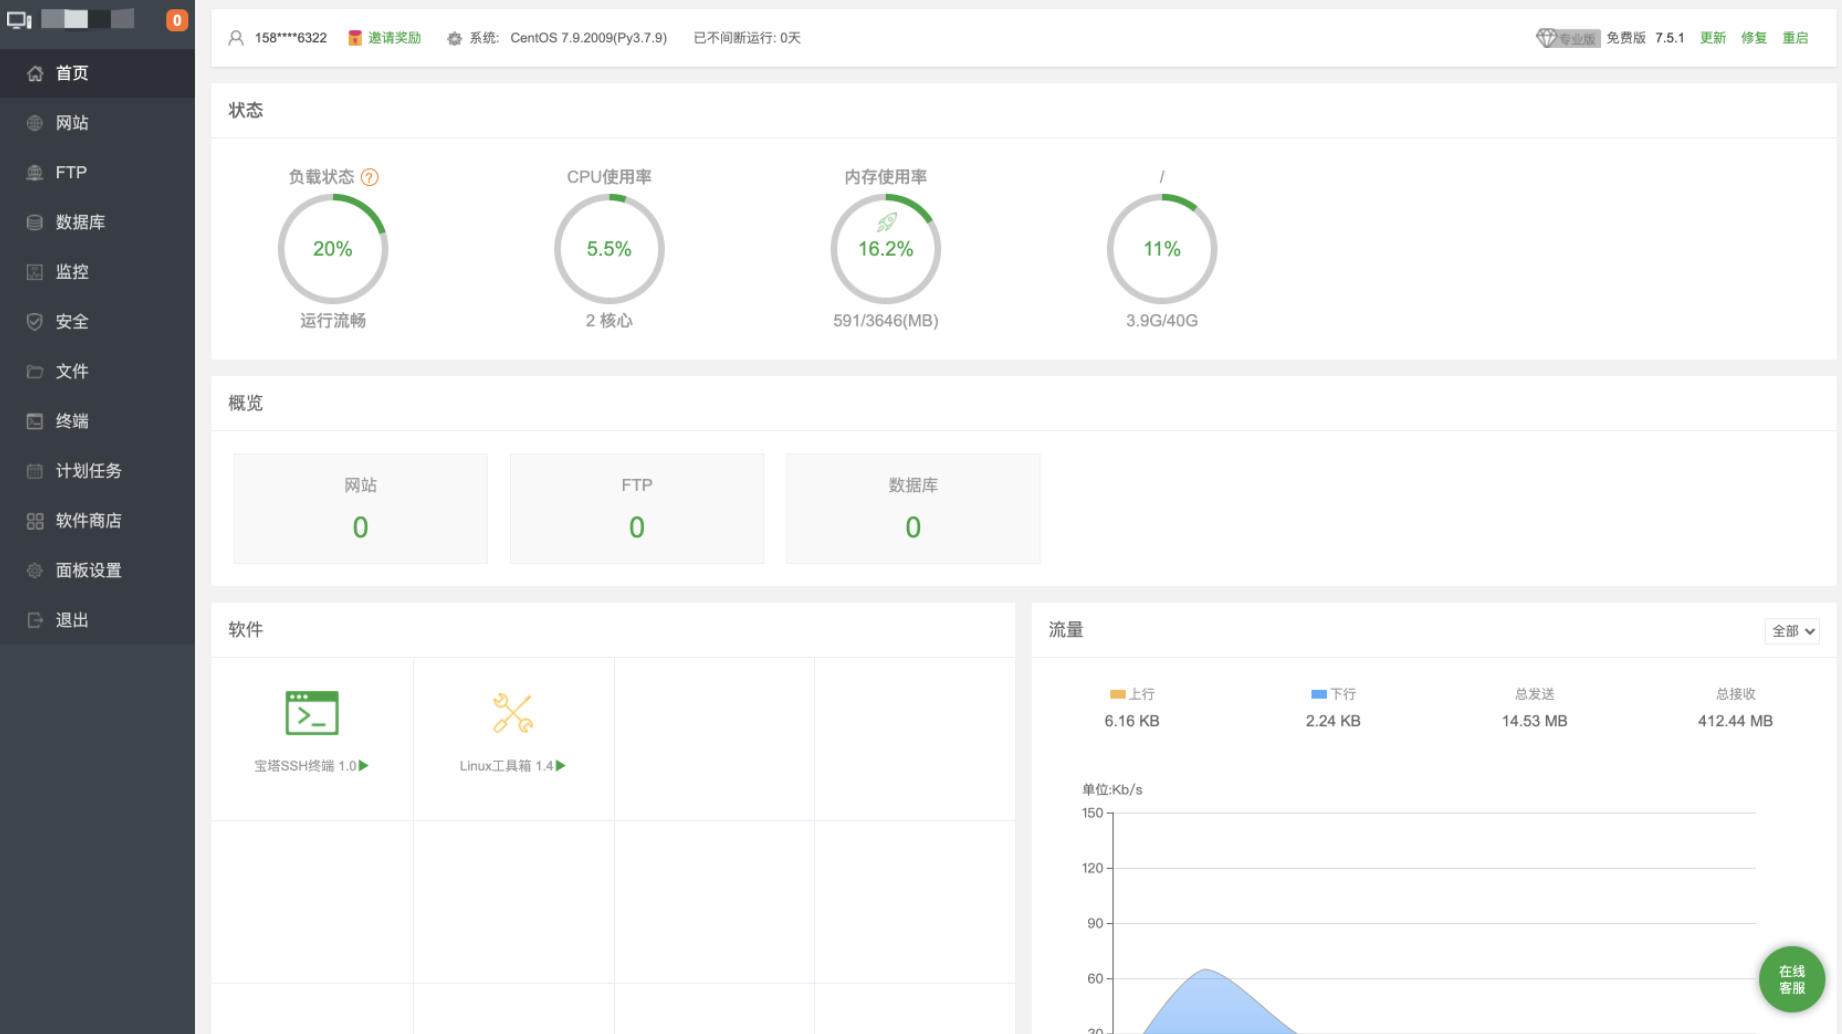 0
158****6322 邀请奖励 系统: CentOS 7.9.2009(Py3.7.9) 已不间断运行: 0天 专业版 免费版 7.5.1 更新 修复 重启
首页
网站
FTP
数据库
监控
安全
文件
终端
计划任务
软件商店
面板设置
退出
状态
负载状态 ? CPU使用率 内存使用率 /
20% 5.5% 16.2% 11%
运行流畅 2 核心 591/3646(MB) 3.9G/40G
概览
网站 FTP 数据库
0 0 0
软件
宝塔SSH终端 1.0 Linux工具箱 1.4
流量 全部
上行 下行 总发送 总接收
6.16 KB 2.24 KB 14.53 MB 412.44 MB
单位:Kb/s
150
120
90
60
30
在线
客服